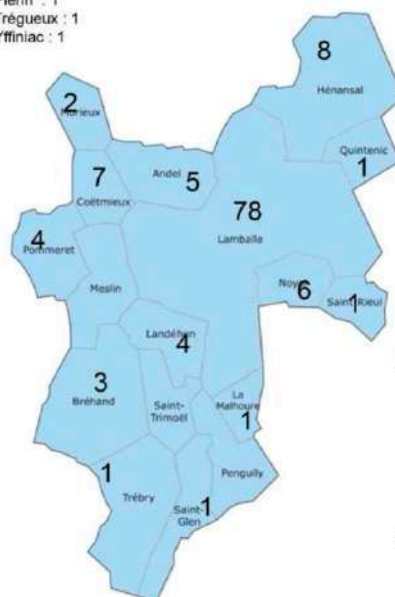 Trégueux : 1
Yffiniac : 1
8
Hénansal
2
Morieux
Quintenic
1
7
Coëtmieux
Andel
5
78
Lamballe
4
Pommeret
Meslin
Noyal
6
Saint-Rieul
1
Landéhen
4
3
Bréhand
Saint-
Trimoël
La
Malhoure
1
1
Trébry
Penguily
Saint-
Glen
1